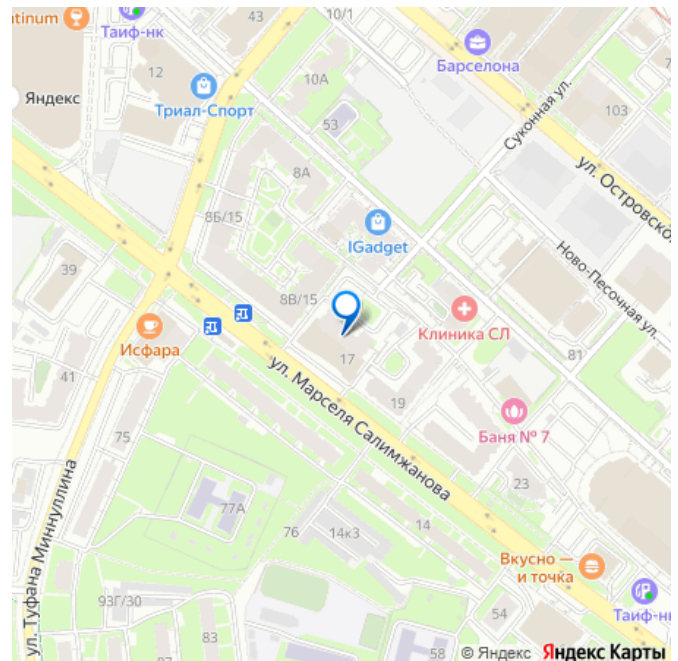 tinum
Таиф-нк
43
10/1
Барселона
12
Яндекс
Триал-Спорт
10А
53
103
Суконная ул.
ул. Островско
8А
8Б/15
IGadget
Ново-Песочная ул.
39
8В/15
Клиника СЛ
Исфара
17
81
41
ул. Марселя Салимжанова
19
Баня № 7
75
23
77А
76
14к3
14
Вкусно —
и точка
ул. Туфана Миннуллина
93Г/30
54
Таиф-нк
83
58
© Яндекс Яндекс Карты